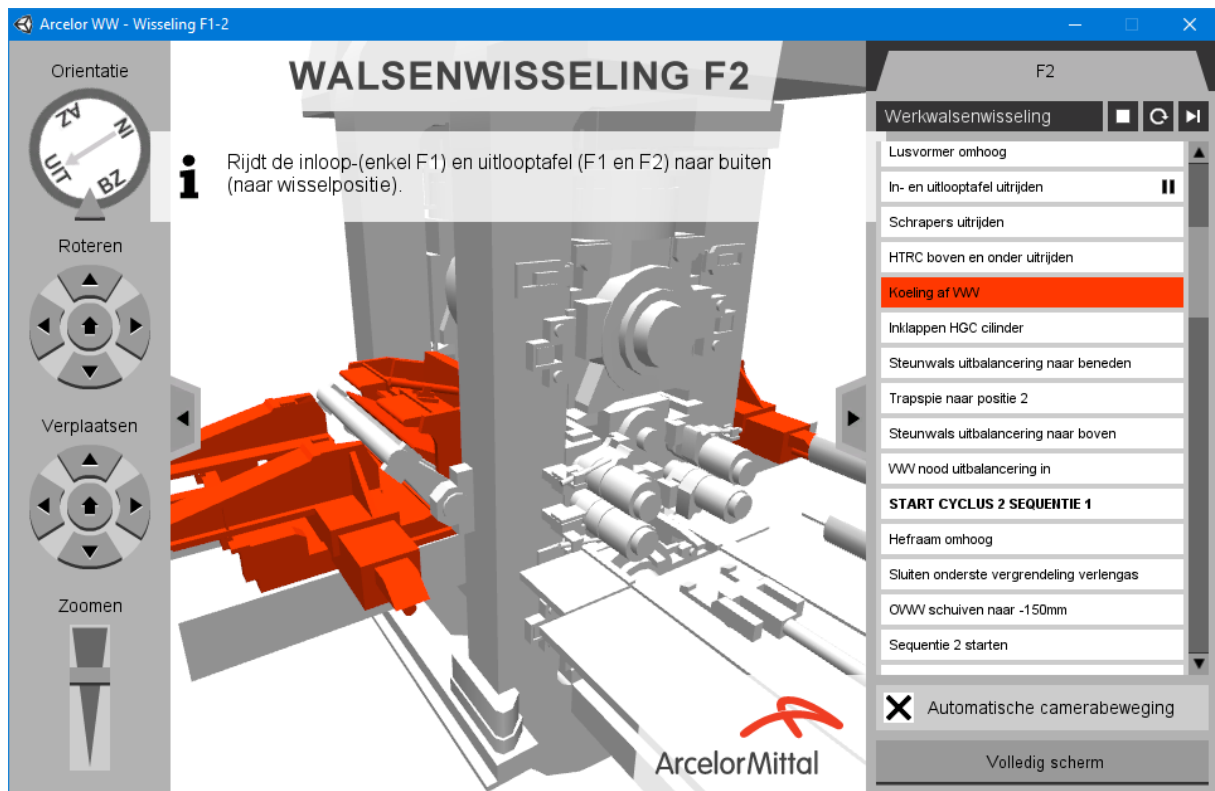 Arcelor WW - Wisseling F1-2
Orientatie
AZ
IN
UIT
BZ
Roteren
Verplaatsen
Zoomen
WALSENWISSELING F2
Rijdt de inloop-(enkel F1) en uitlooptafel (F1 en F2) naar buiten
(naar wisselpositie).
ArcelorMittal
F2
Werkwalsenwisseling
Lusvormer omhoog
In- en uitlooptafel uitrijden
Schrapers uitrijden
HTRC boven en onder uitrijden
Koeling af WW
Inklappen HGC cilinder
Steunwals uitbalancering naar beneden
Trapspie naar positie 2
Steunwals uitbalancering naar boven
WW nood uitbalancering in
START CYCLUS 2 SEQUENTIE 1
Hefraam omhoog
Sluiten onderste vergrendeling verlengas
OWW schuiven naar -150mm
Sequentie 2 starten
Automatische camerabeweging
Volledig scherm